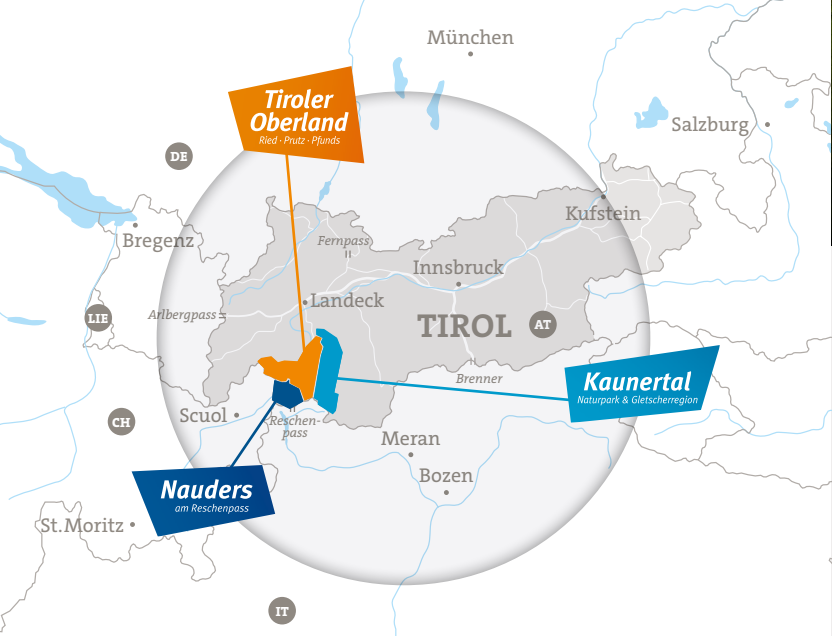 München
Tiroler
Oberland
Ried · Prutz · Pfunds
Salzburg
DE
Kufstein
Bregenz
Fernpass
Innsbruck
Landeck
Arlbergpass
LIE
TIROL
AT
Brenner
Kaunertal
Naturpark & Gletscherregion
Scuol
CH
Reschen-
pass
Meran
Bozen
Nauders
am Reschenpass
St.Moritz
IT